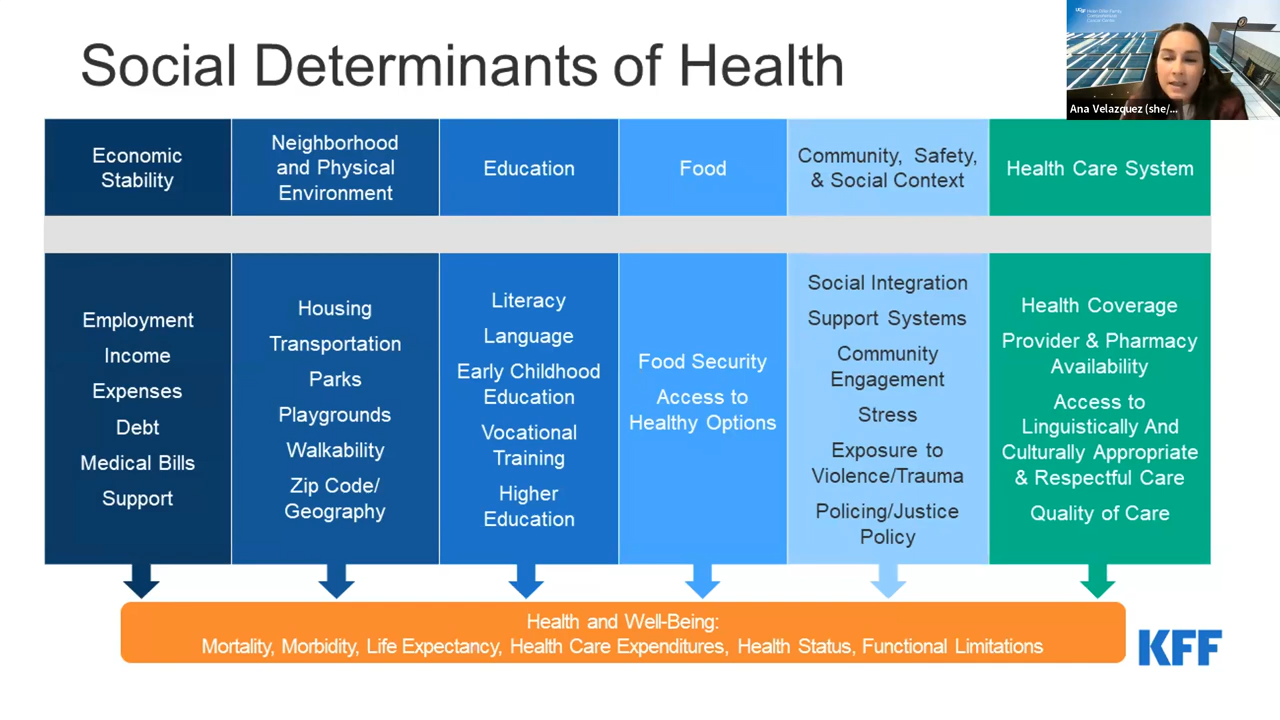 Social Determinants of Health
Ana Velazquez (she/...
Economic
Stability
Neighborhood
and Physical
Environment
Education
Food
Community, Safety,
& Social Context
Health Care System
Employment
Income
Expenses
Debt
Medical Bills
Support
Housing
Transportation
Parks
Playgrounds
Walkability
Zip Code/
Geography
Literacy
Language
Early Childhood
Education
Vocational
Training
Higher
Education
Food Security
Access to
Healthy Options
Social Integration
Support Systems
Community
Engagement
Stress
Exposure to
Violence/Trauma
Policing/Justice
Policy
Health Coverage
Provider & Pharmacy
Availability
Access to
Linguistically And
Culturally Appropriate
& Respectful Care
Quality of Care
Health and Well-Being:
Mortality, Morbidity, Life Expectancy, Health Care Expenditures, Health Status, Functional Limitations
KFF